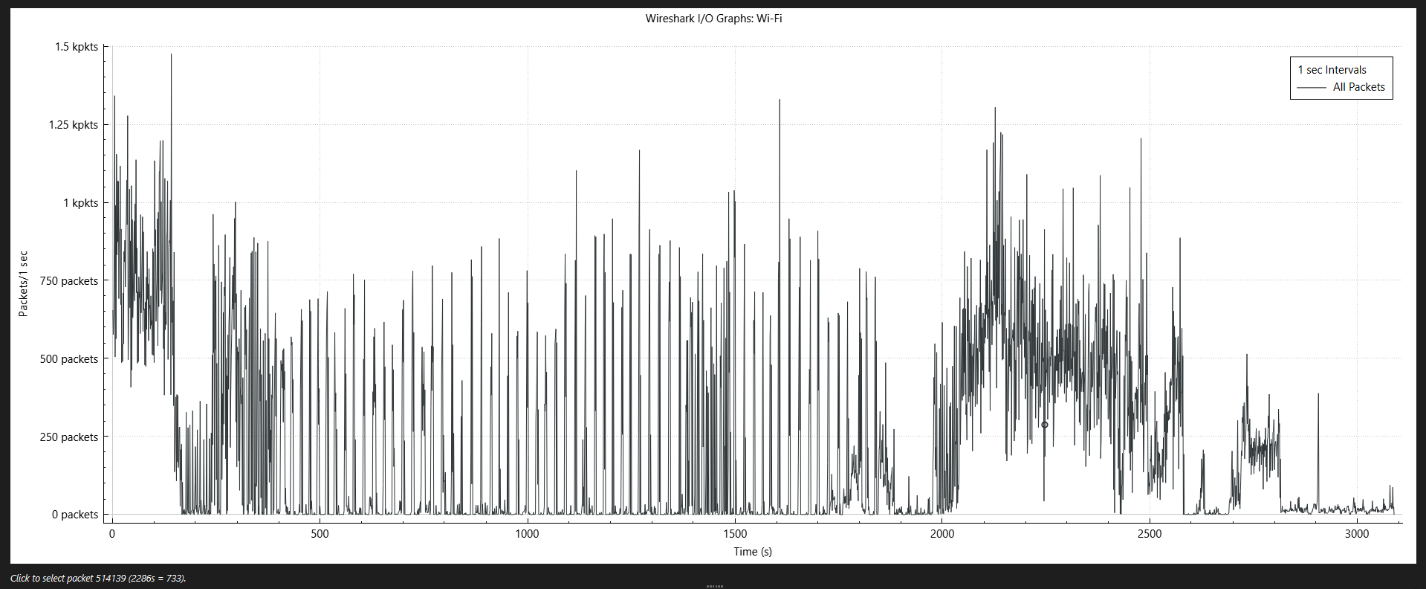 Wireshark I/O Graphs: Wi-Fi
1.5 kpkts
1.25 kpkts
1 kpkts
750 packets
500 packets
250 packets
0 packets
Packets/1 sec
1 sec Intervals
All Packets
0
500
1000
1500
2000
2500
3000
Time (s)
Click to select packet 514139 (2286s = 733).